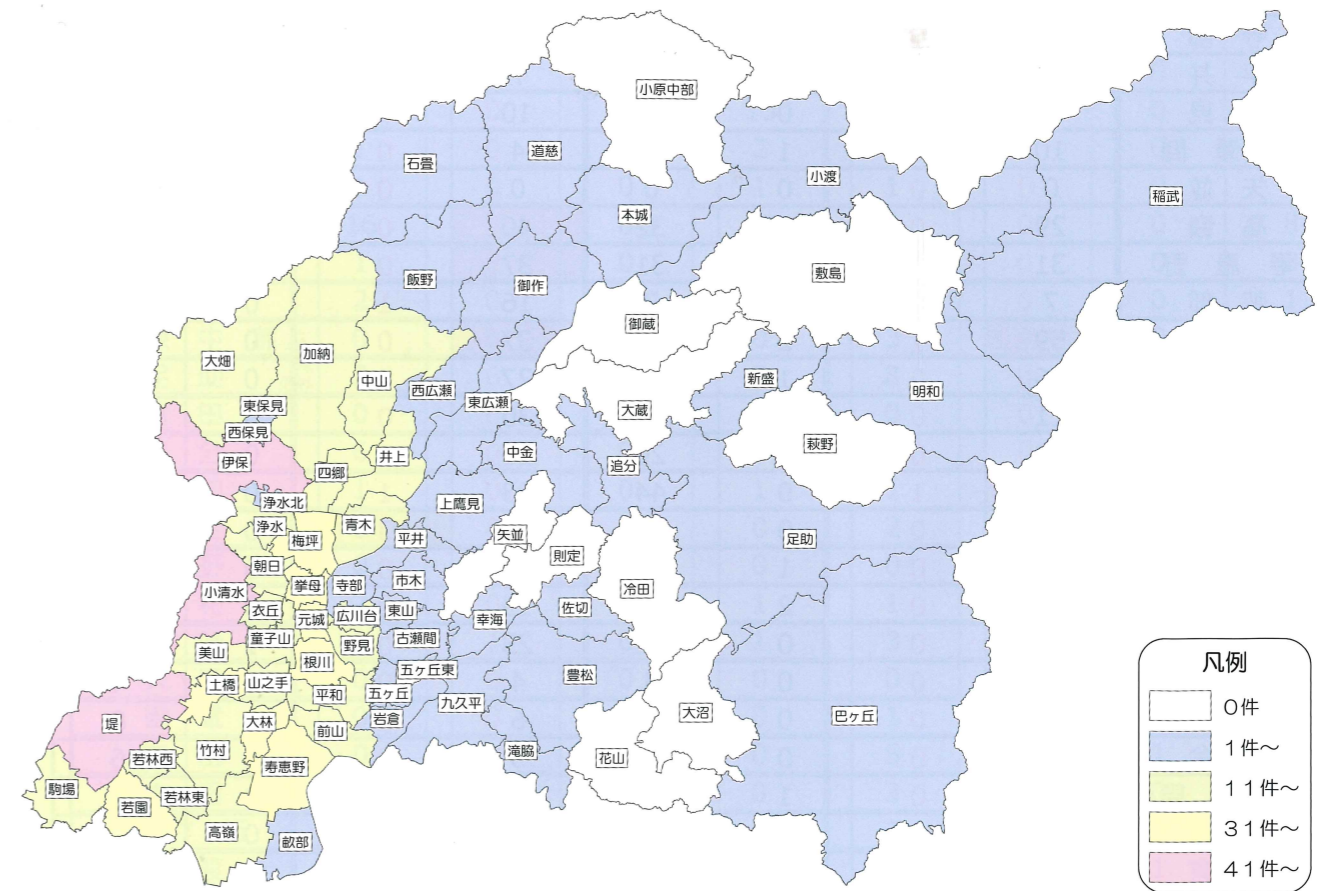 小原中部
道慈
石畳
小渡
稲武
本城
敷島
飯野
御作
御蔵
加納
大畑
中山
新盛
西広瀬
明和
東広瀬
東保見
大蔵
西保見
萩野
中金
井上
伊保
追分
四郷
浄水北
上鷹見
青木
浄水
矢並
平井
足助
梅坪
則定
朝日
市木
挙母
寺部
冷田
小清水
佐切
衣丘
東山
広川台
元城
幸海
童子山
古瀬間
野見
美山
根川
五ヶ丘東
豊松
土橋
山之手
五ヶ丘
平和
九久平
大沼
巴ヶ丘
岩倉
堤
大林
前山
竹村
滝脇
花山
若林西
寿恵野
駒場
若林東
若園
高嶺
畝部
凡例
0件
1件～
11件～
31件～
41件～